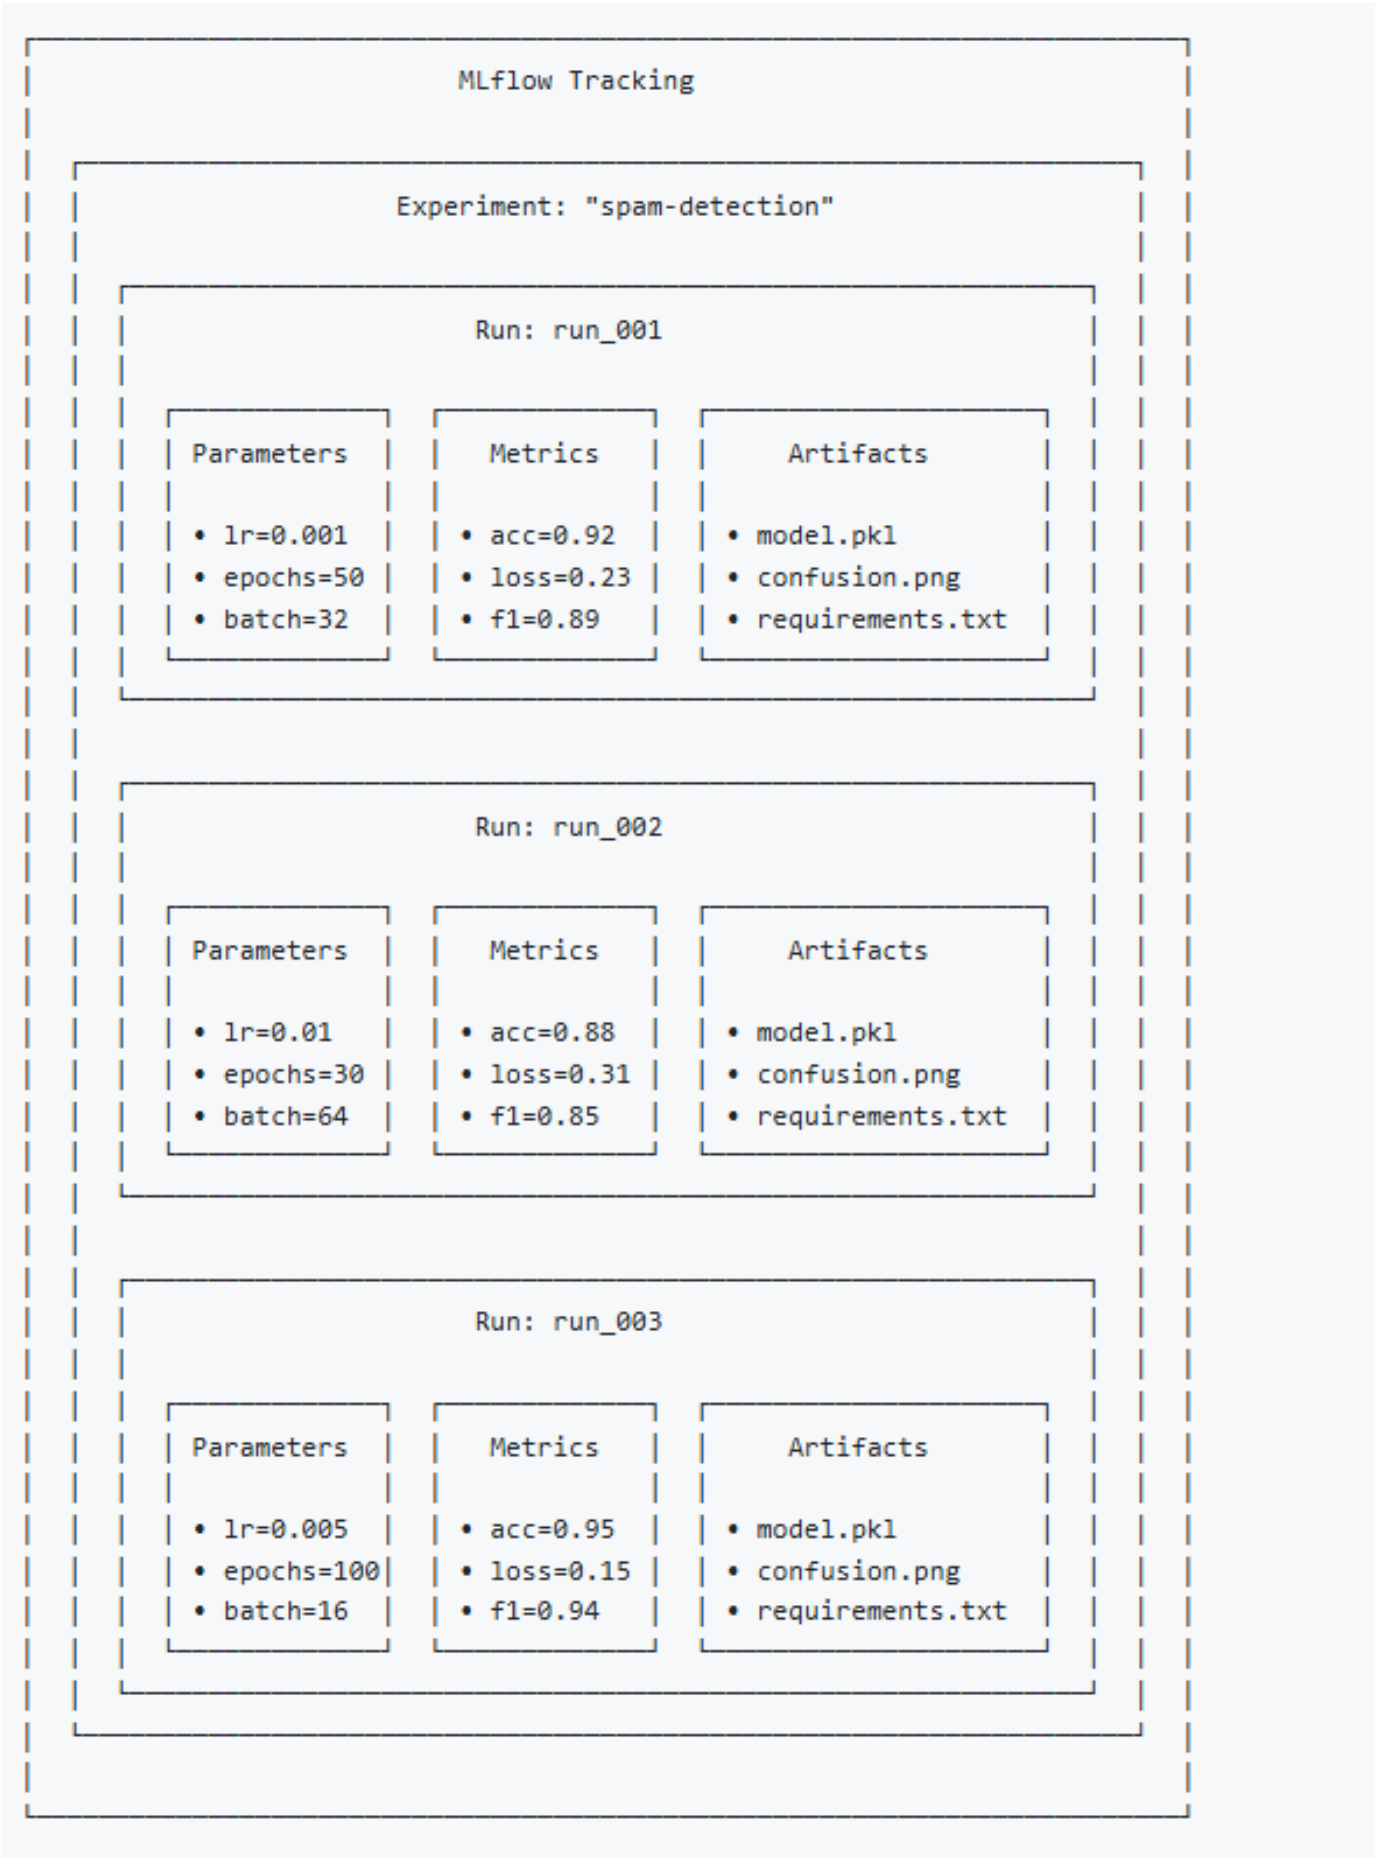 MLflow Tracking
Experiment: "spam-detection"
Run: run_001
Parameters Metrics Artifacts
• lr=0.001 • acc=0.92 • model.pkl
• epochs=50 • loss=0.23 • confusion.png
• batch=32 • f1=0.89 • requirements.txt
Run: run_002
Parameters Metrics Artifacts
• lr=0.01 • acc=0.88 • model.pkl
• epochs=30 • loss=0.31 • confusion.png
• batch=64 • f1=0.85 • requirements.txt
Run: run_003
Parameters Metrics Artifacts
• lr=0.005 • acc=0.95 • model.pkl
• epochs=100 • loss=0.15 • confusion.png
• batch=16 • f1=0.94 • requirements.txt